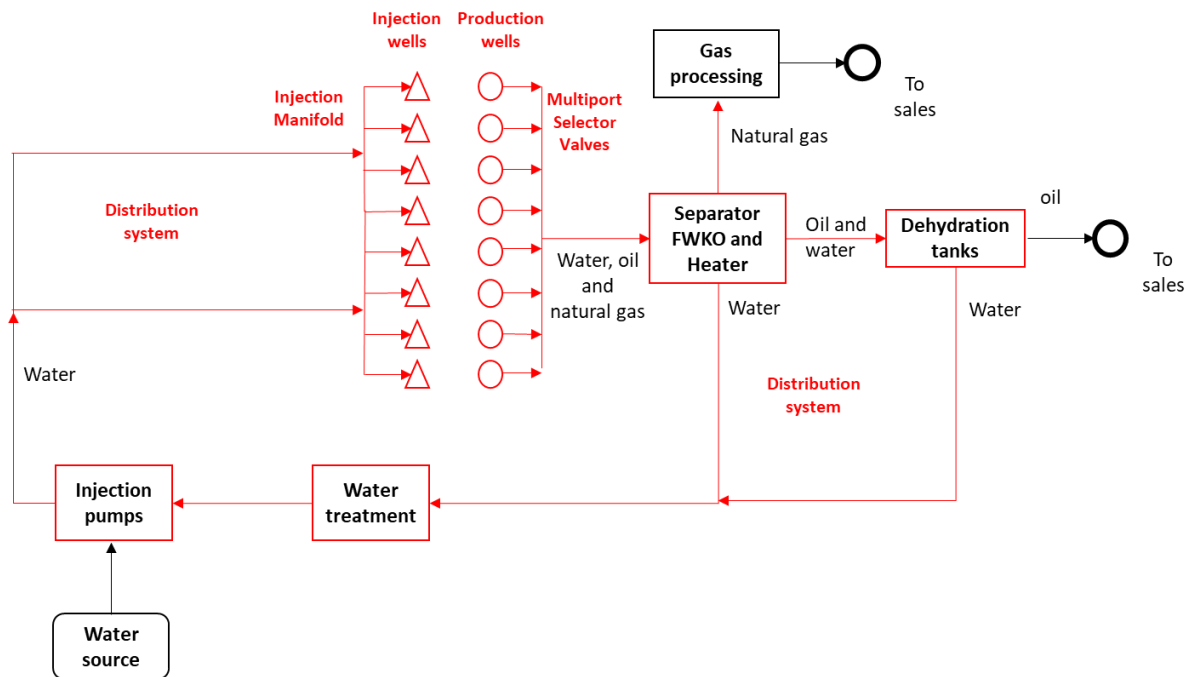 Injection
wells
Production
wells
Gas
processing
To
sales
Injection
Manifold
Multiport
Selector
Valves
Natural gas
Distribution
system
Separator
FWKO and
Heater
Oil and
water
Dehydration
tanks
oil
To
sales
Water, oil
and
natural gas
Water
Water
Water
Distribution
system
Injection
pumps
Water
treatment
Water
source